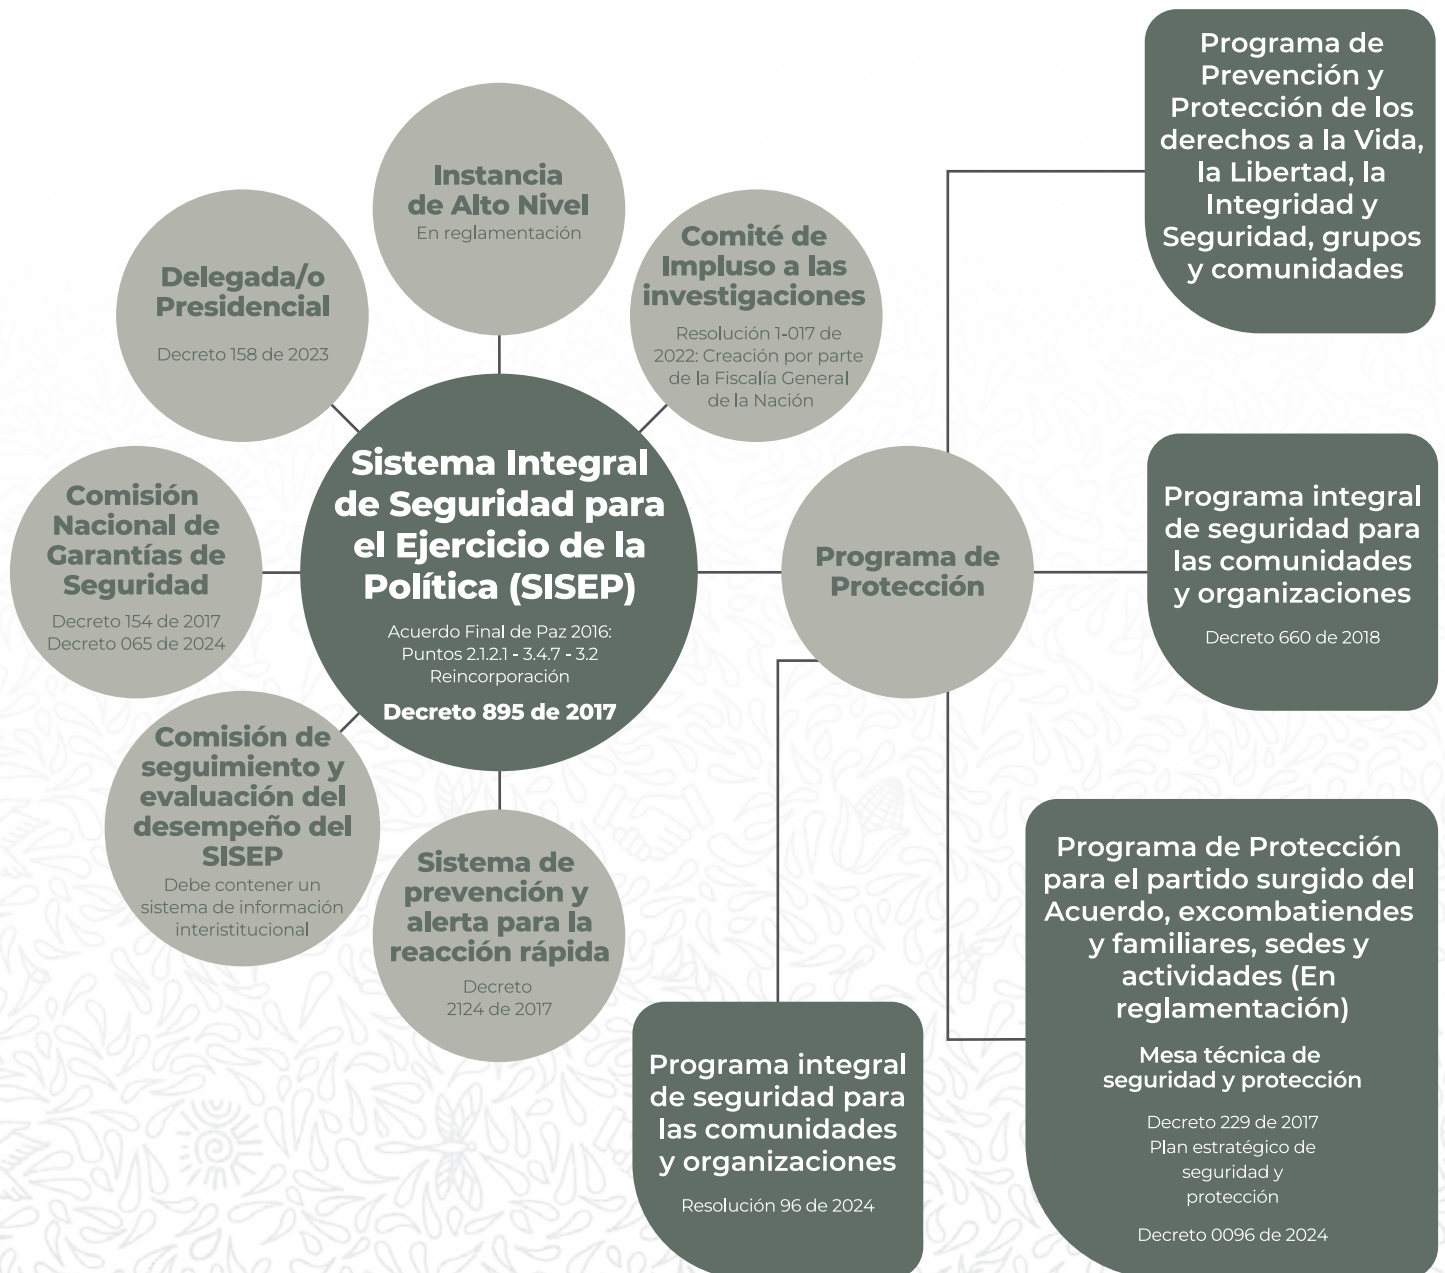 Instancia
de Alto Nivel
En reglamentación
Delegada/o
Presidencial
Decreto 158 de 2023
Comité de
Impluso a las
investigaciones
Resolución 1-017 de
2022: Creación por parte
de la Fiscalía General
de la Nación
Comisión
Nacional de
Garantías de
Seguridad
Decreto 154 de 2017
Decreto 065 de 2024
Sistema Integral
de Seguridad para
el Ejercicio de la
Política (SISEP)
Acuerdo Final de Paz 2016:
Puntos 2.1.2.1 - 3.4.7 - 3.2
Reincorporación
Decreto 895 de 2017
Comisión de
seguimiento y
evaluación del
desempeño del
SISEP
Debe contener un
sistema de información
interistitucional
Sistema de
prevención y
alerta para la
reacción rápida
Decreto
2124 de 2017
Programa de
Protección
Programa de
Prevención y
Protección de los
derechos a la Vida,
la Libertad, la
Integridad y
Seguridad, grupos
y comunidades
Programa integral
de seguridad para
las comunidades
y organizaciones
Decreto 660 de 2018
Programa de Protección
para el partido surgido del
Acuerdo, excombatiendes
y familiares, sedes y
actividades (En
reglamentación)
Mesa técnica de
seguridad y protección
Decreto 229 de 2017
Plan estratégico de
seguridad y
protección
Decreto 0096 de 2024
Programa integral
de seguridad para
las comunidades
y organizaciones
Resolución 96 de 2024